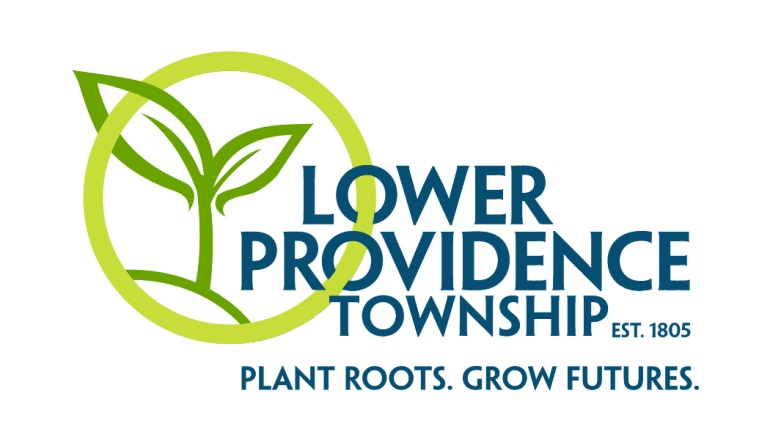 LOWER
PROVIDENCE
TOWNSHIP EST. 1805
PLANT ROOTS. GROW FUTURES.